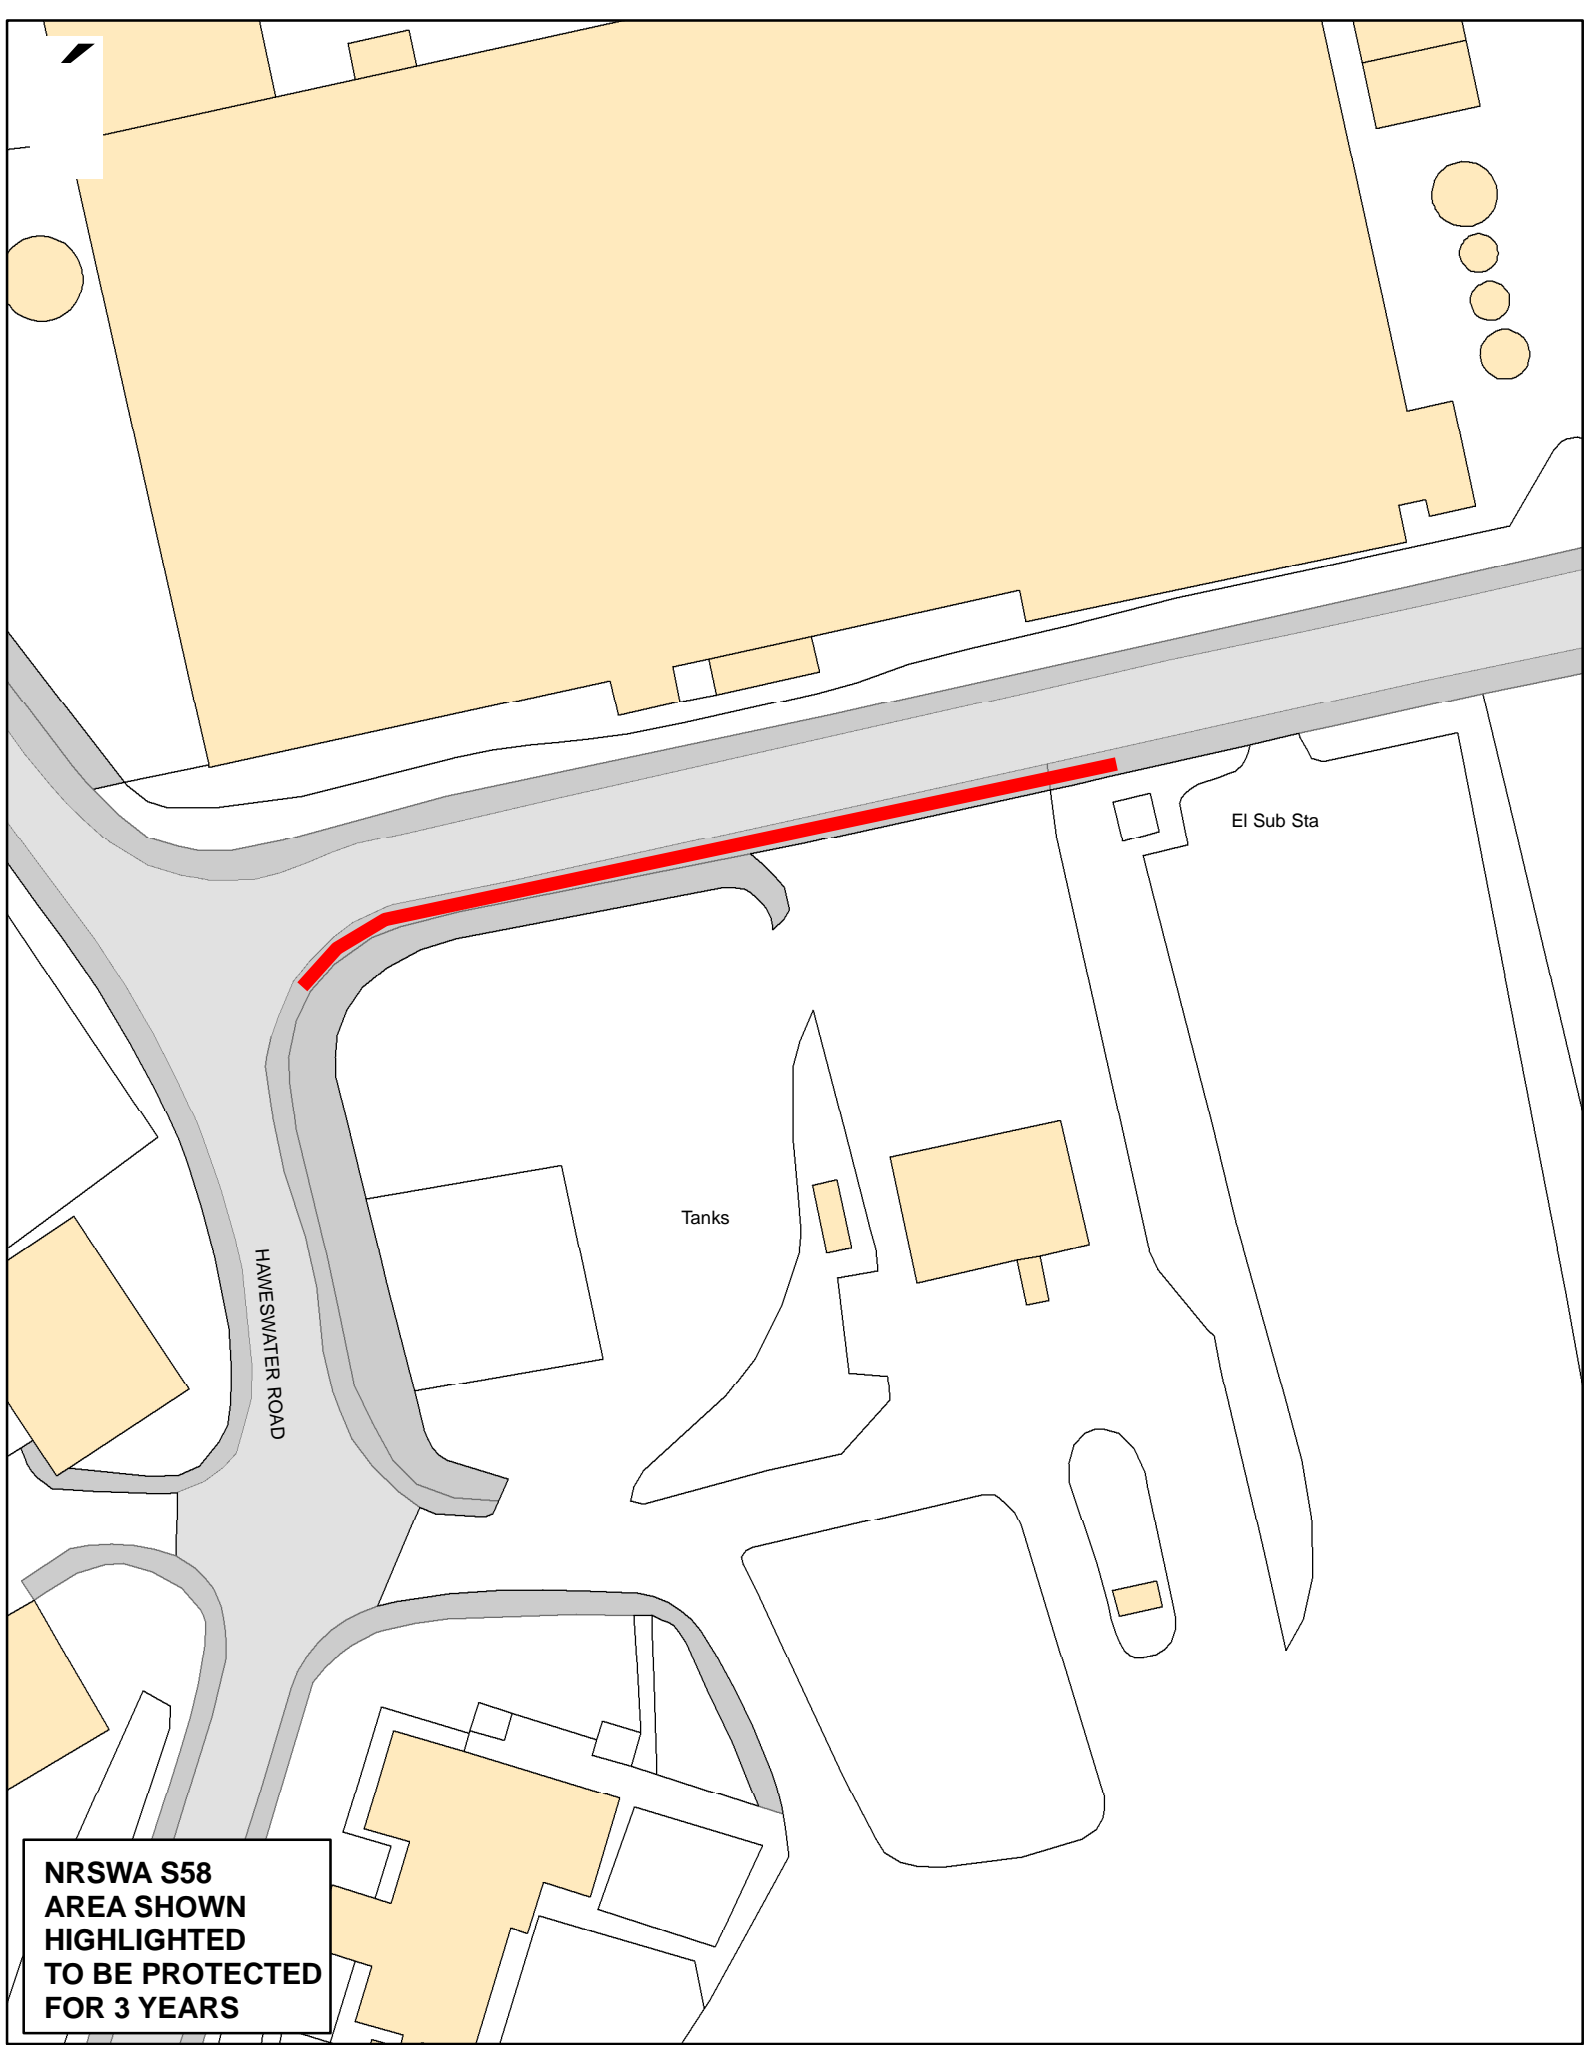 El Sub Sta
Tanks
HAWESWATER ROAD
NRSWA S58
AREA SHOWN
HIGHLIGHTED
TO BE PROTECTED
FOR 3 YEARS